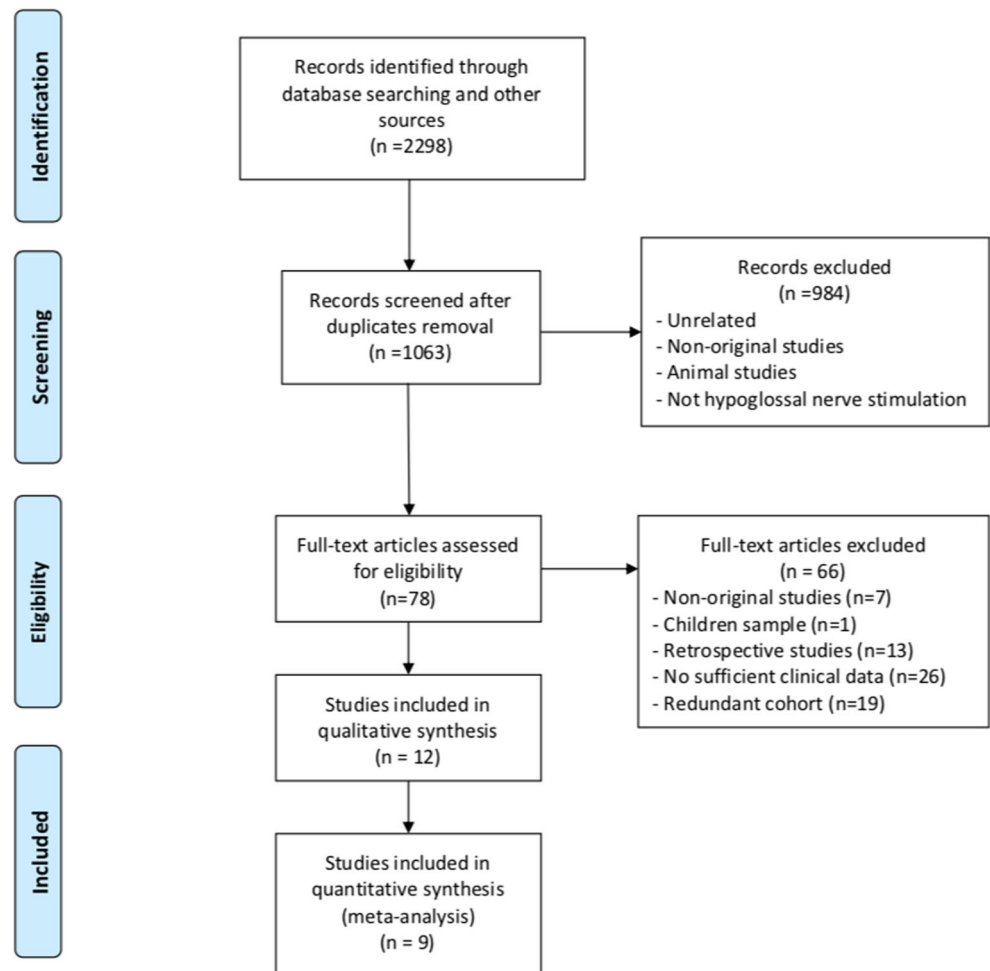 Identification
Records identified through
database searching and other
sources
(n =2298)
Screening
Records screened after
duplicates removal
(n =1063)
Records excluded
(n =984)
- Unrelated
- Non-original studies
- Animal studies
- Not hypoglossal nerve stimulation
Eligibility
Full-text articles assessed
for eligibility
(n=78)
Full-text articles excluded
(n = 66)
- Non-original studies (n=7)
- Children sample (n=1)
- Retrospective studies (n=13)
- No sufficient clinical data (n=26)
- Redundant cohort (n=19)
Studies included in
qualitative synthesis
(n = 12)
Included
Studies included in
quantitative synthesis
(meta-analysis)
(n = 9)